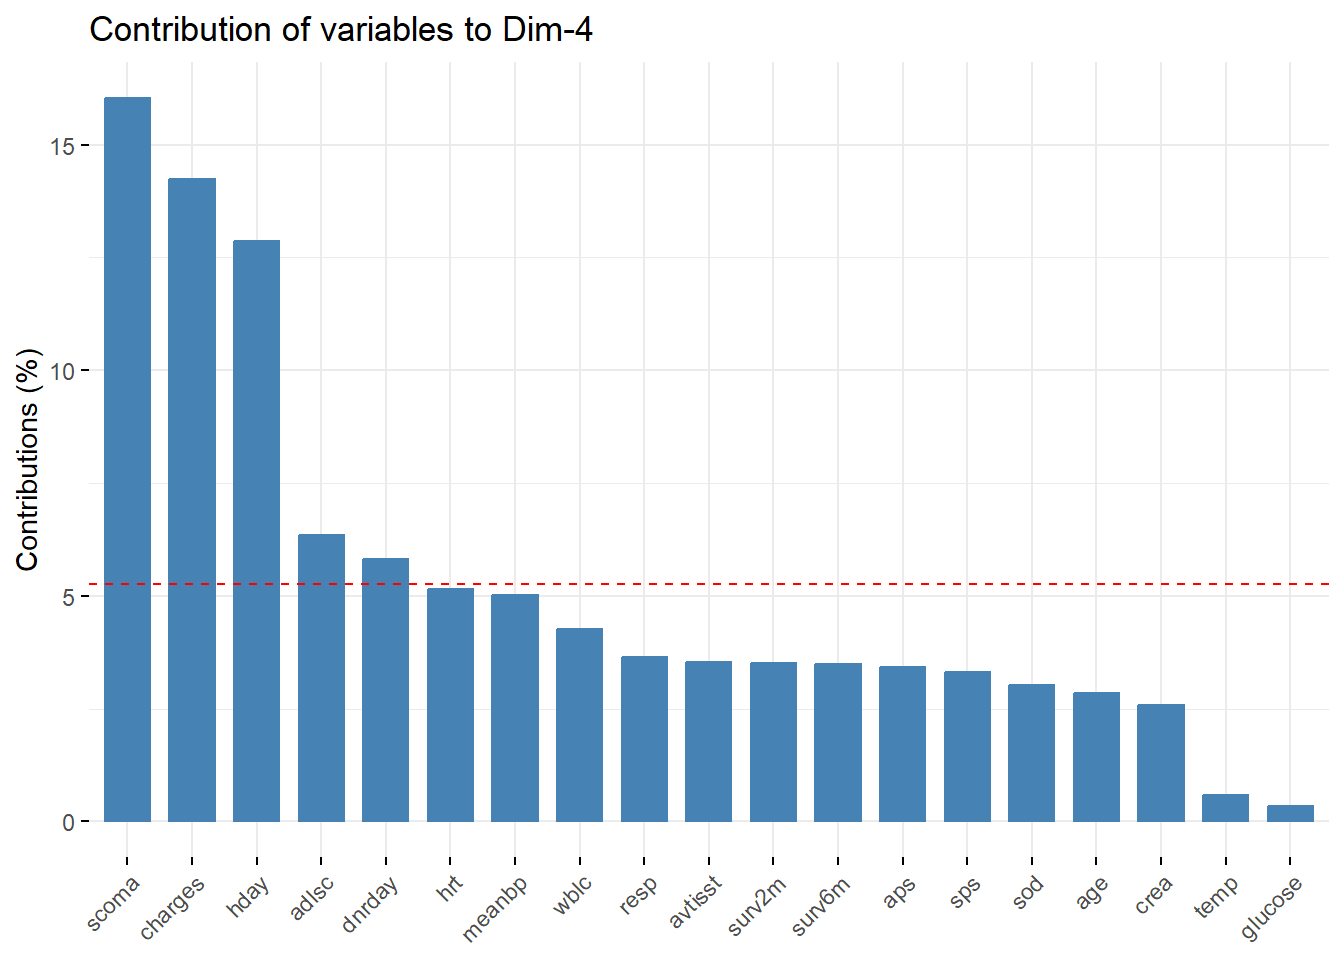 Contribution of variables to Dim-4
Contributions (%)
15
10
5
0
scoma
charges
hday
adlsc
dnrday
hrt
meanbp
wblc
resp
avtisst
surv2m
surv6m
aps
sps
sod
age
crea
temp
glucose